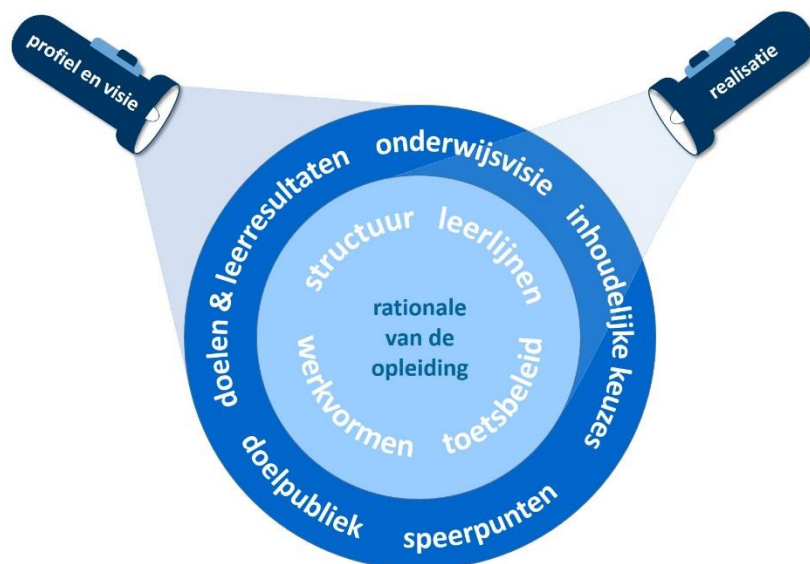 profiel en visie
realisatie
doelen & leerresultaten
onderwijsvisie
inhoudelijke keuzes
speerpunten
doelpubliek
structuur
leerlijnen
toetsbeleid
werkvormen
rationale
van de
opleiding